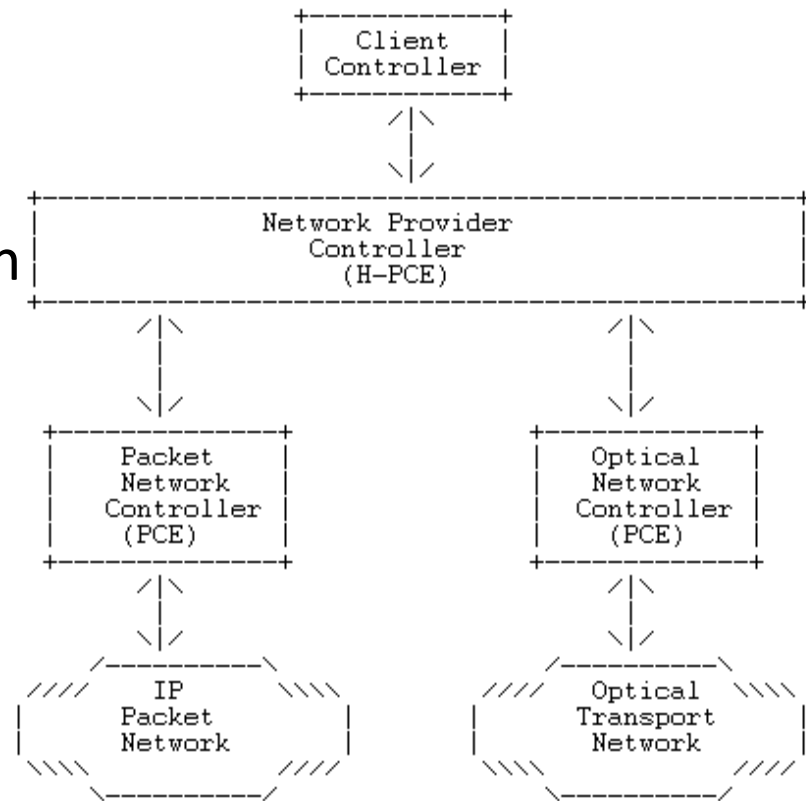 Client
Controller
Network Provider
Controller
(H-PCE)
n
Packet
Network
Controller
(PCE)
Optical
Network
Controller
(PCE)
IP
Packet
Network
Optical
Transport
Network